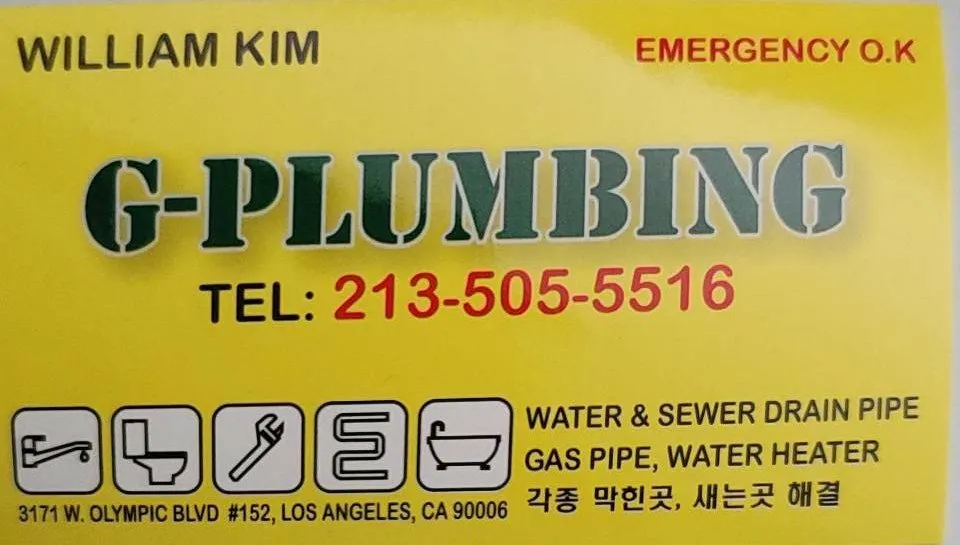 WILLIAM KIM
EMERGENCY O.K
G-PLUMBING
TEL: 213-505-5516
WATER & SEWER DRAIN PIPE
GAS PIPE, WATER HEATER
각종 막힌곳, 새는곳 해결
3171 W. OLYMPIC BLVD #152, LOS ANGELES, CA 90006